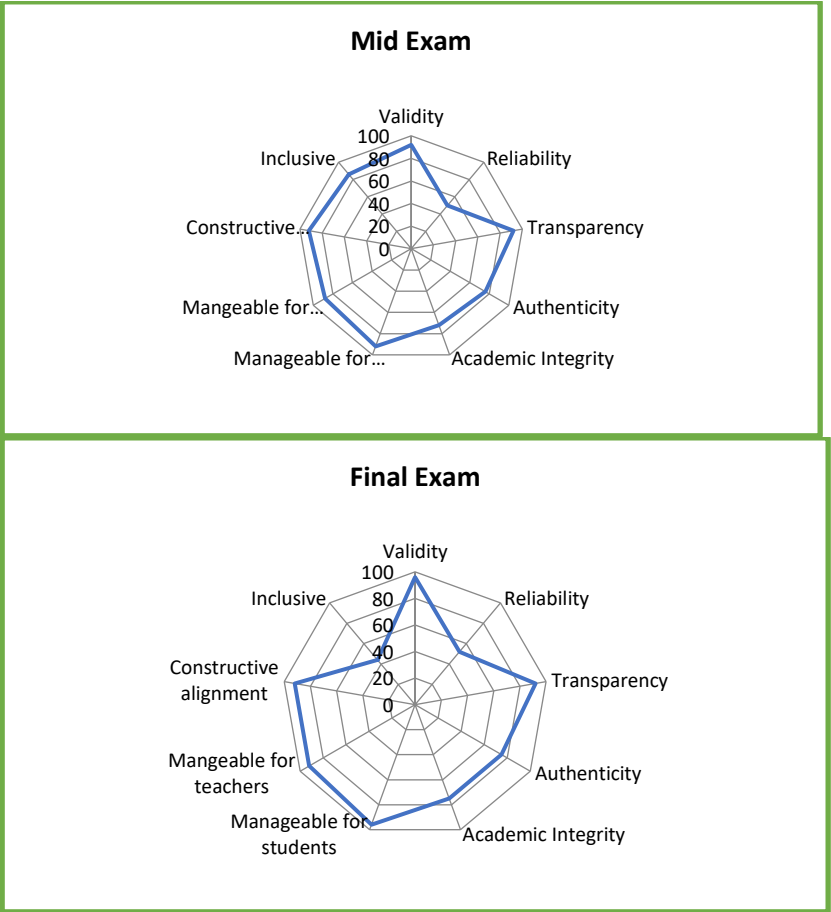 Mid Exam
Validity
100
80
60
40
20
0
Reliability
Transparency
Authenticity
Academic Integrity
Manageable for...
Mangeable for...
Constructive...
Inclusive
Final Exam
Validity
100
80
60
40
20
0
Reliability
Transparency
Authenticity
Academic Integrity
Manageable for
students
Mangeable for
teachers
Constructive
alignment
Inclusive